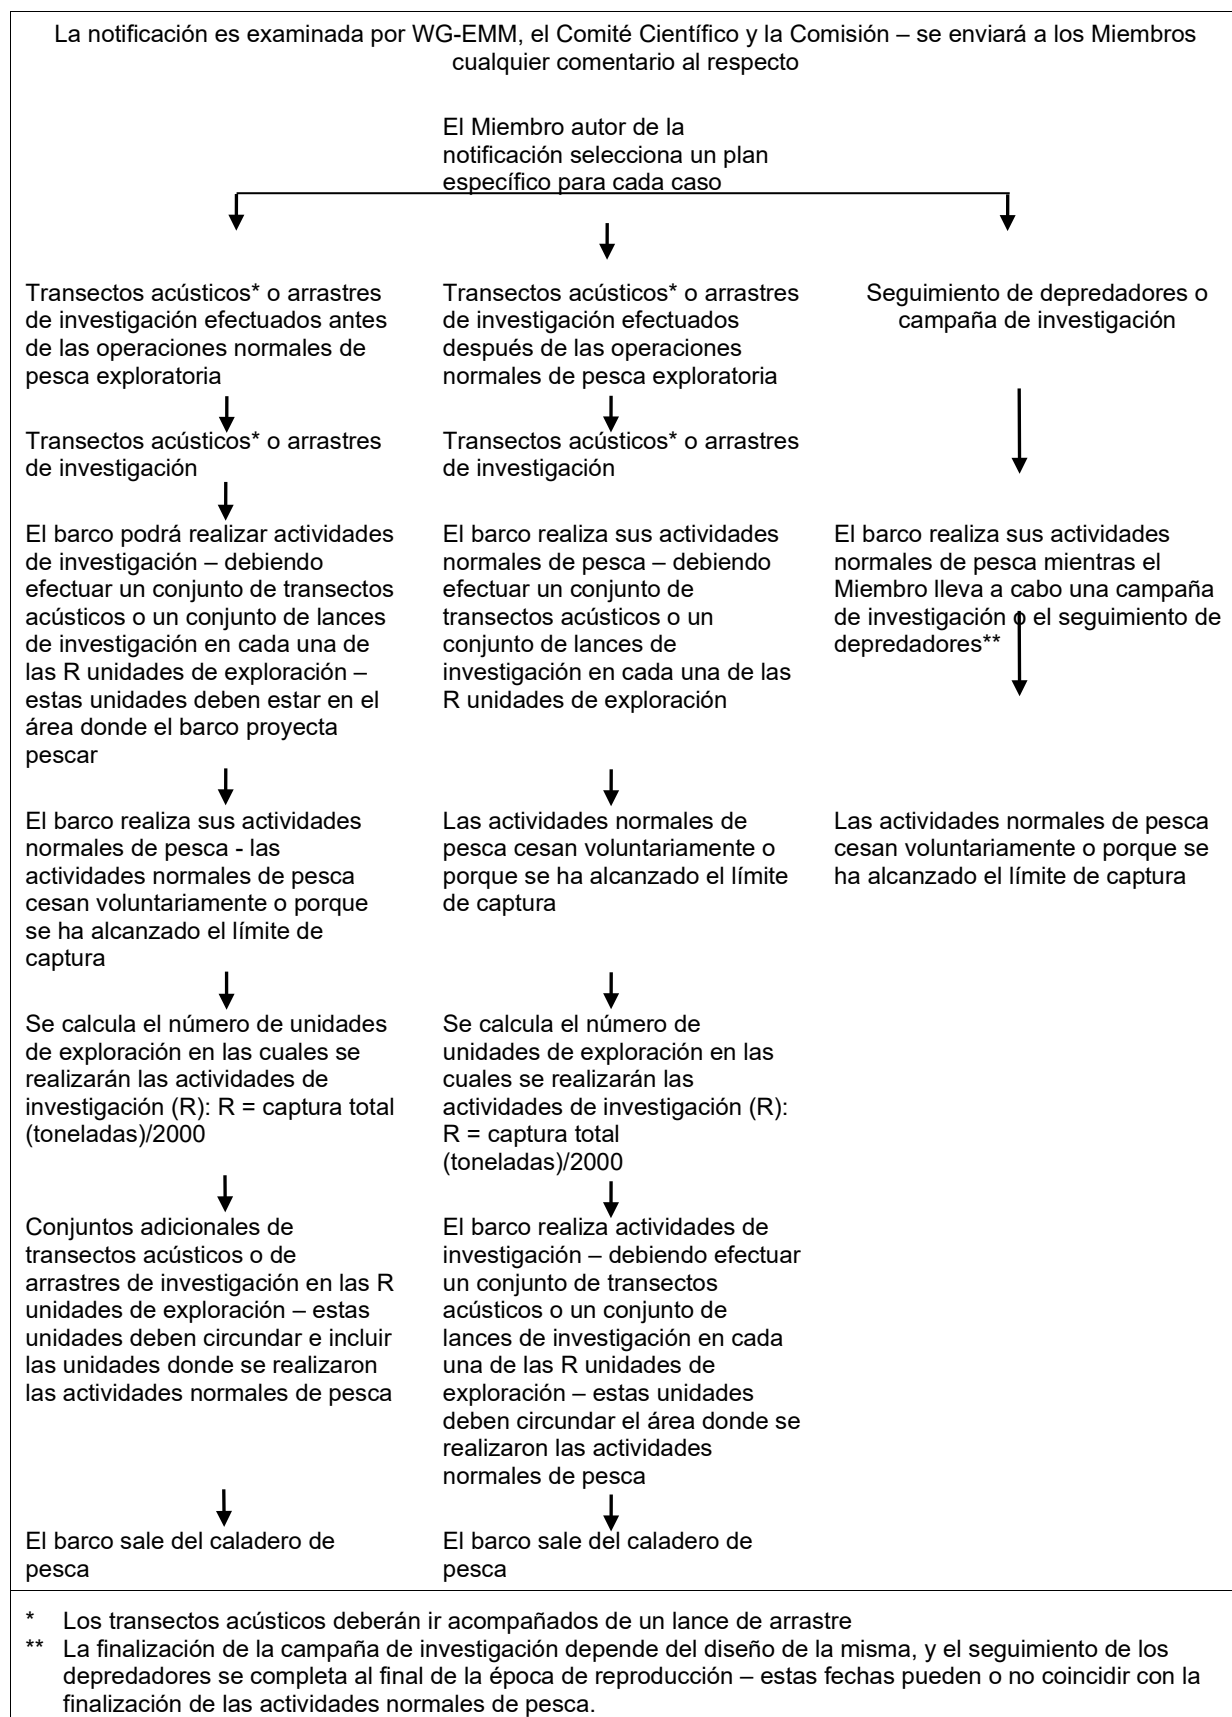 La notificación es examinada por WG-EMM, el Comité Científico y la Comisión – se enviará a los Miembros
cualquier comentario al respecto
El Miembro autor de la
notificación selecciona un plan
específico para cada caso
Transectos acústicos* o arrastres
de investigación efectuados antes
de las operaciones normales de
pesca exploratoria
Transectos acústicos* o arrastres
de investigación
El barco podrá realizar actividades
de investigación – debiendo
efectuar un conjunto de transectos
acústicos o un conjunto de lances
de investigación en cada una de
las R unidades de exploración –
estas unidades deben estar en el
área donde el barco proyecta
pescar
El barco realiza sus actividades
normales de pesca - las
actividades normales de pesca
cesan voluntariamente o porque
se ha alcanzado el límite de
captura
Se calcula el número de unidades
de exploración en las cuales se
realizarán las actividades de
investigación (R): R = captura total
(toneladas)/2000
Conjuntos adicionales de
transectos acústicos o de
arrastres de investigación en las R
unidades de exploración – estas
unidades deben circundar e incluir
las unidades donde se realizaron
las actividades normales de pesca
El barco sale del caladero de
pesca
Transectos acústicos* o arrastres
de investigación efectuados
después de las operaciones
normales de pesca exploratoria
Transectos acústicos* o arrastres
de investigación
El barco realiza sus actividades
normales de pesca – debiendo
efectuar un conjunto de
transectos acústicos o un
conjunto de lances de
investigación en cada una de las
R unidades de exploración
Las actividades normales de
pesca cesan voluntariamente o
porque se ha alcanzado el límite
de captura
Se calcula el número de
unidades de exploración en las
cuales se realizarán las
actividades de investigación (R):
R = captura total
(toneladas)/2000
El barco realiza actividades de
investigación – debiendo efectuar
un conjunto de transectos
acústicos o un conjunto de
lances de investigación en cada
una de las R unidades de
exploración – estas unidades
deben circundar el área donde se
realizaron las actividades
normales de pesca
El barco sale del caladero de
pesca
Seguimiento de depredadores o
campaña de investigación
El barco realiza sus actividades
normales de pesca mientras el
Miembro lleva a cabo una campaña
de investigación o el seguimiento de
depredadores**
Las actividades normales de pesca
cesan voluntariamente o porque se
ha alcanzado el límite de captura
* Los transectos acústicos deberán ir acompañados de un lance de arrastre
** La finalización de la campaña de investigación depende del diseño de la misma, y el seguimiento de los
depredadores se completa al final de la época de reproducción – estas fechas pueden o no coincidir con la
finalización de las actividades normales de pesca.